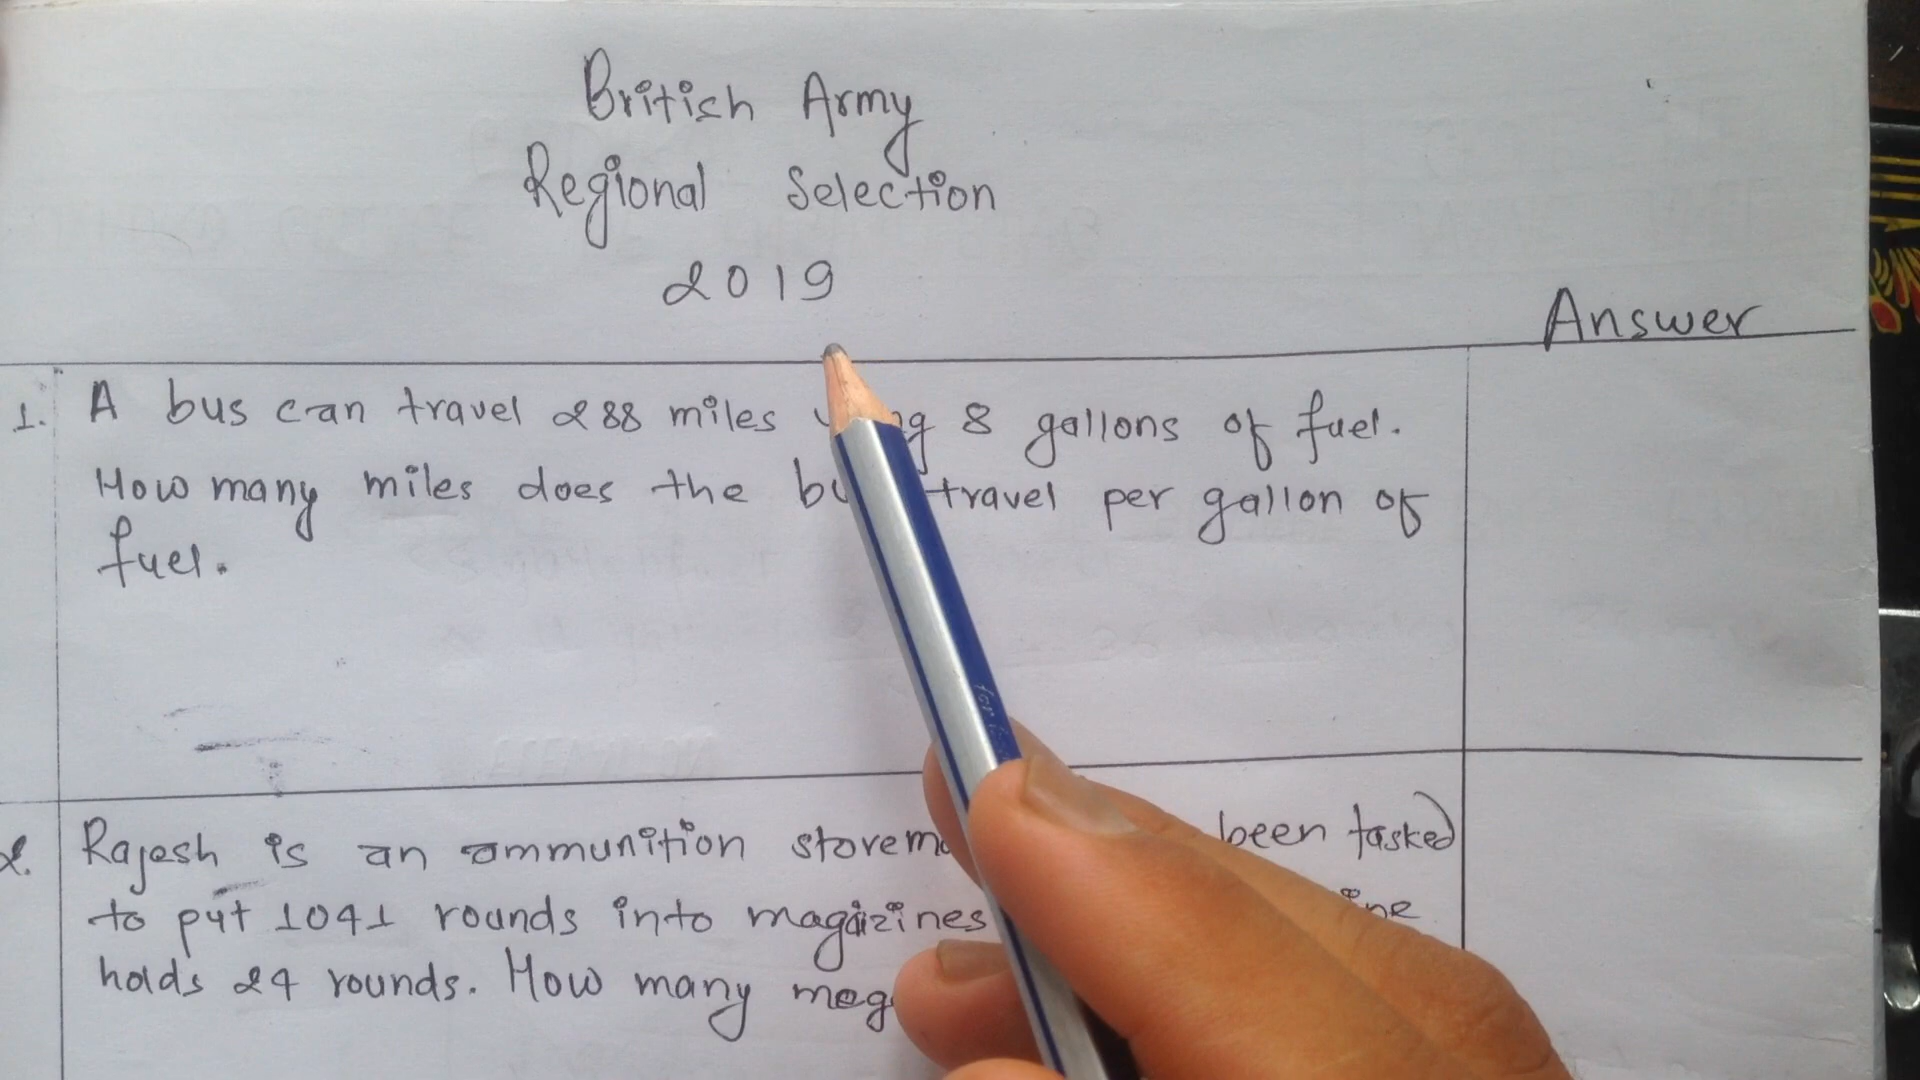 British Army
Regional Selection
2019
Answer
1. A bus can travel 288 miles 8 gallons of fuel.
How many miles does the travel per gallon of
fuel.
2. Rajesh is an ammunition been tasked
to put 1041 rounds into magizines
holds 24 rounds. How many